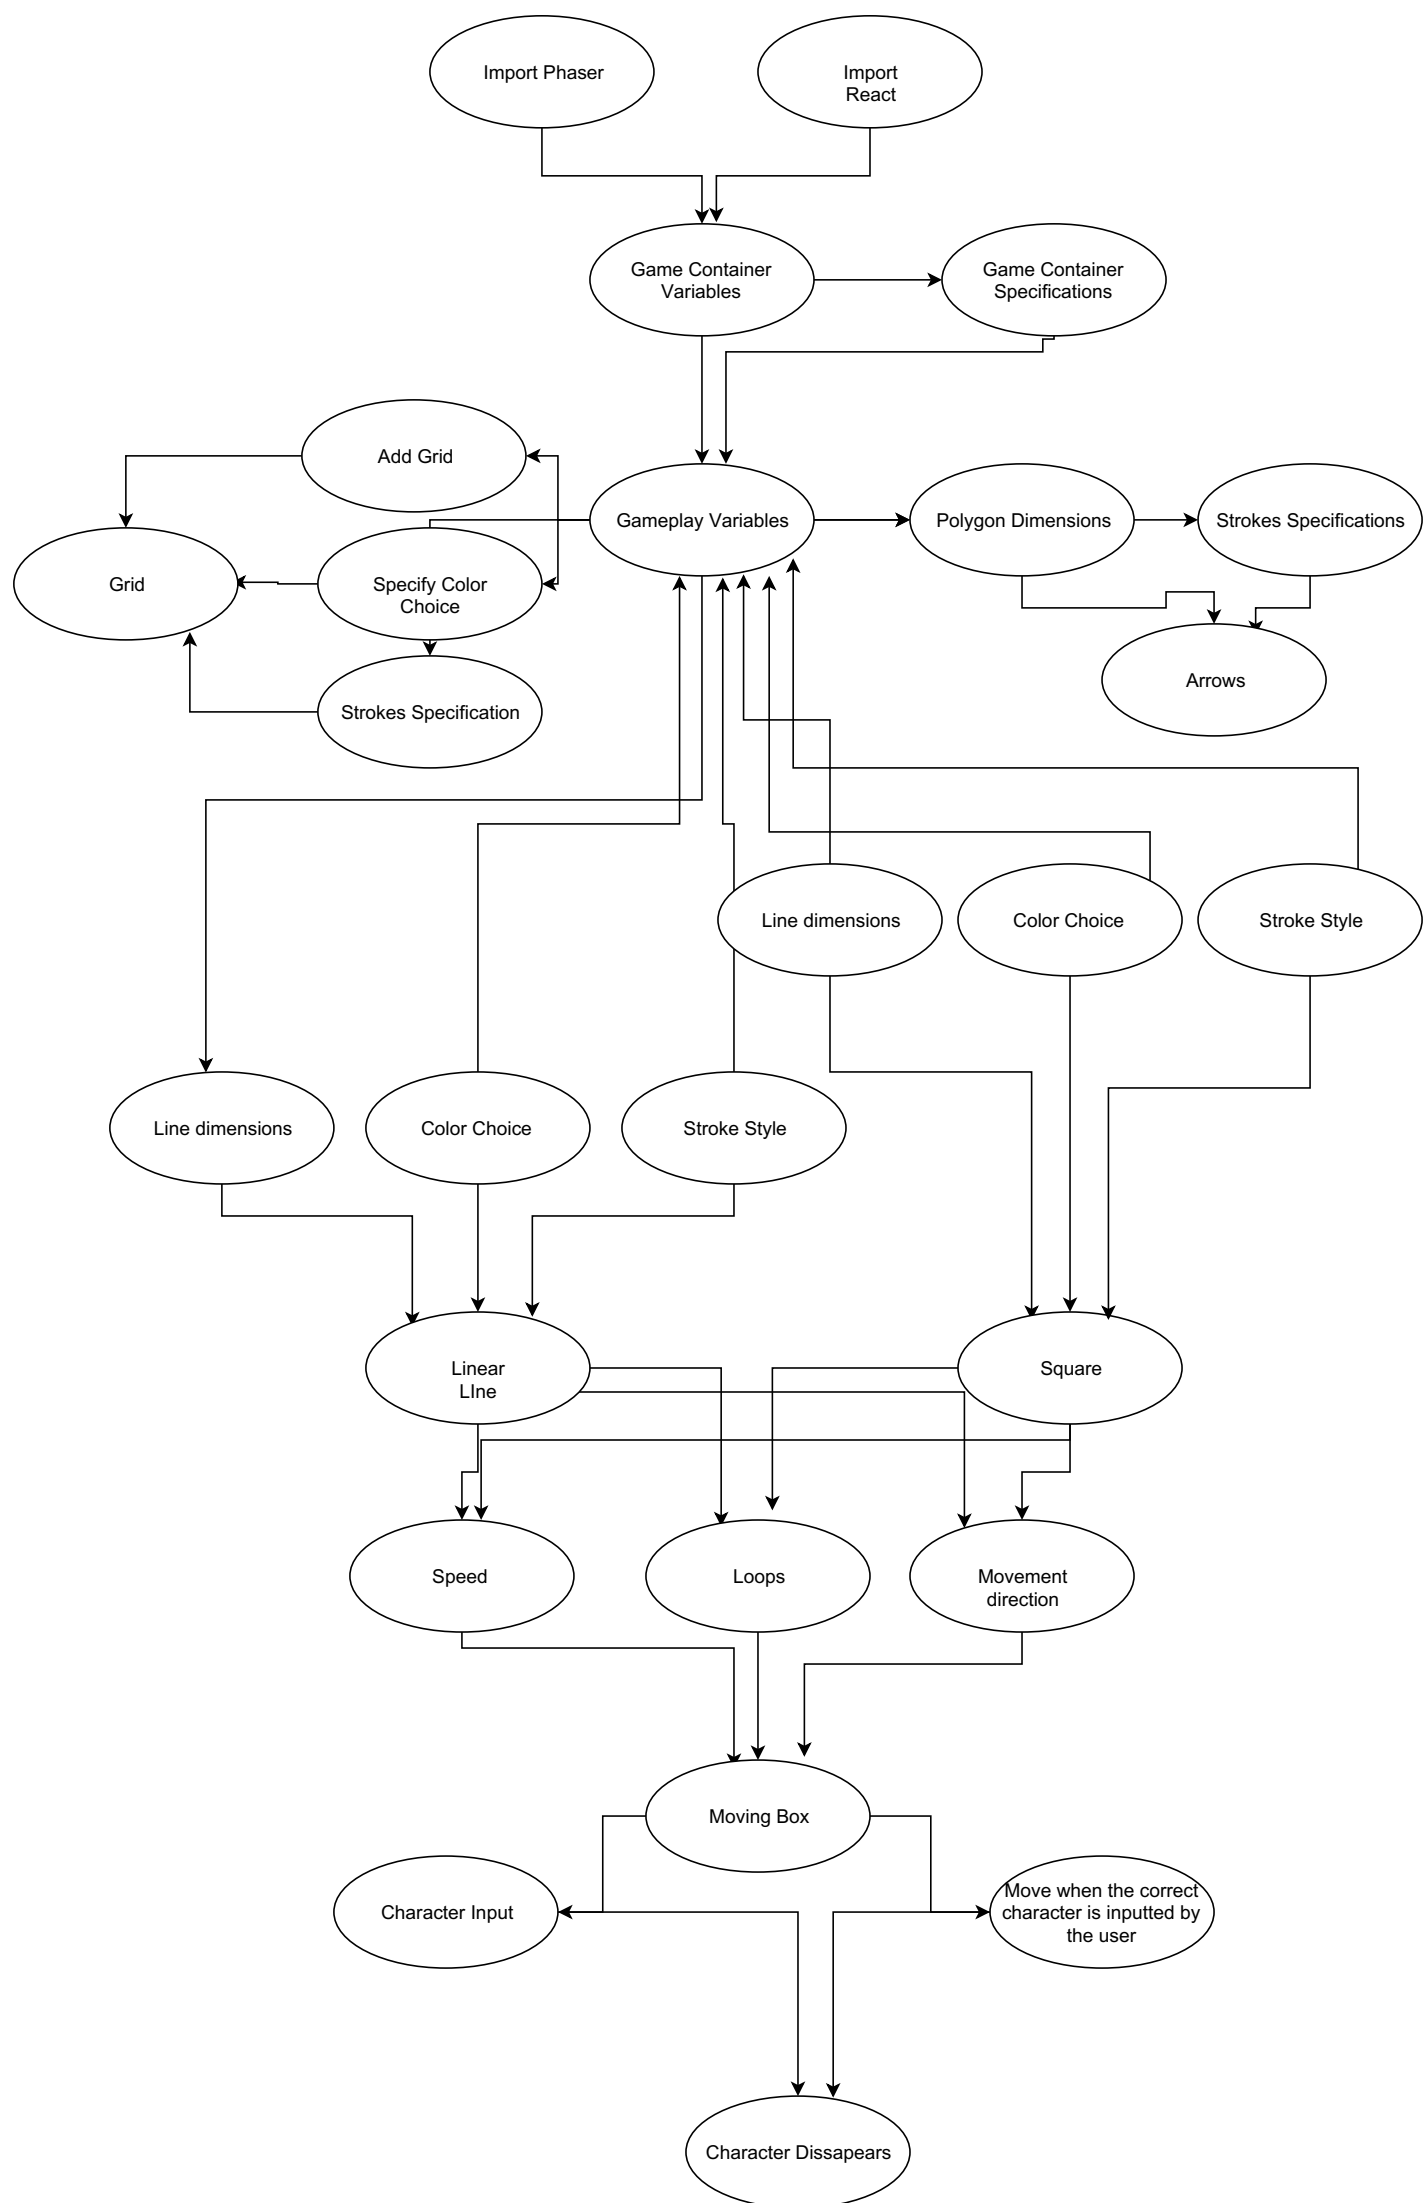 Import Phaser
Import
React
Game Container
Variables
Game Container
Specifications
Add Grid
Gameplay Variables
Polygon Dimensions
Strokes Specifications
Grid
Specify Color
Choice
Arrows
Strokes Specification
Line dimensions
Color Choice
Stroke Style
Line dimensions
Color Choice
Stroke Style
Linear
LIne
Square
Speed
Loops
Movement
direction
Moving Box
Character Input
Move when the correct
character is inputted by
the user
Character Dissapears